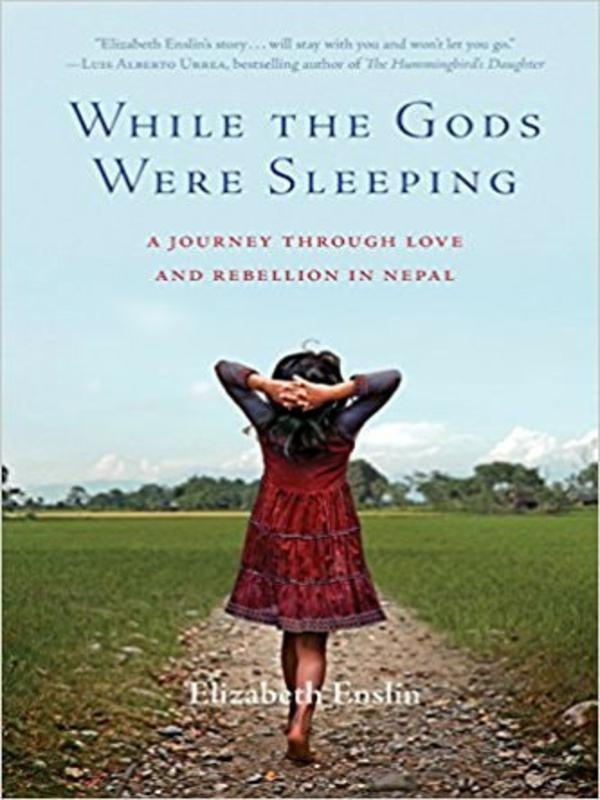 "Elizabeth Enslin's story... will stay with you and won't let you go."
—Luis Alberto Urrea, bestselling author of The Hummingbird's Daughter
While the Gods
Were Sleeping
A JOURNEY THROUGH LOVE
AND REBELLION IN NEPAL
Elizabeth Enslin